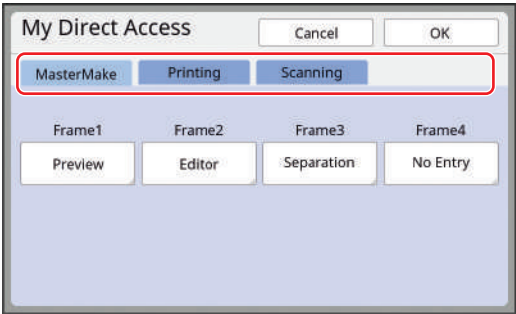 My Direct Access Cancel OK
MasterMake Printing Scanning
Frame1 Frame2 Frame3 Frame4
Preview Editor Separation No Entry